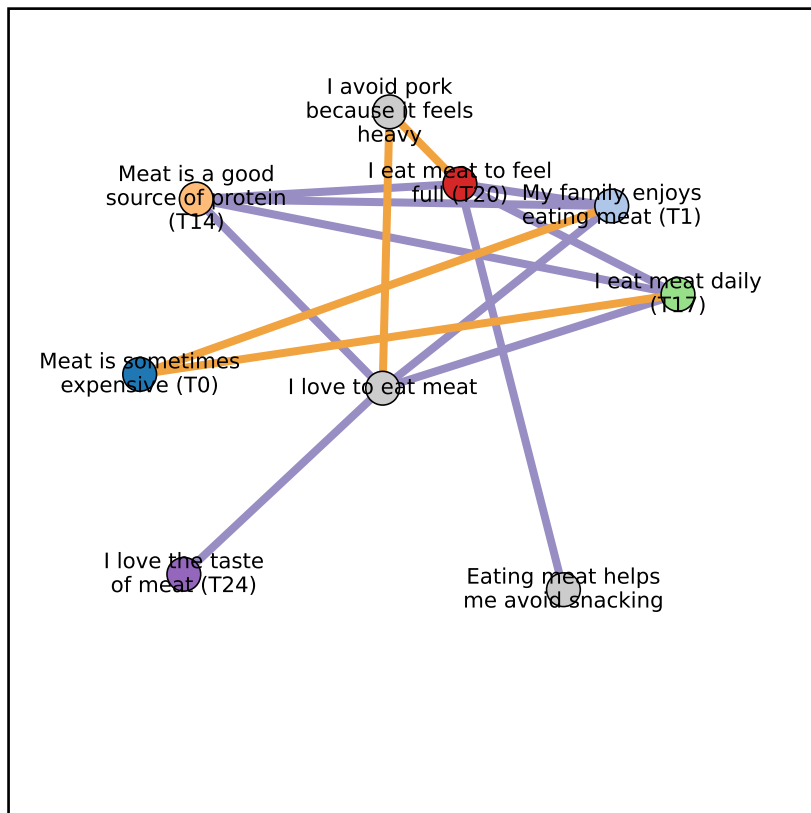 I avoid pork
because it feels
heavy
I eat meat to feel
full (T20)
Meat is a good
source of protein
(T14)
My family enjoys
eating meat (T1)
I eat meat daily
(T17)
Meat is sometimes
expensive (T0)
I love to eat meat
I love the taste
of meat (T24)
Eating meat helps
me avoid snacking